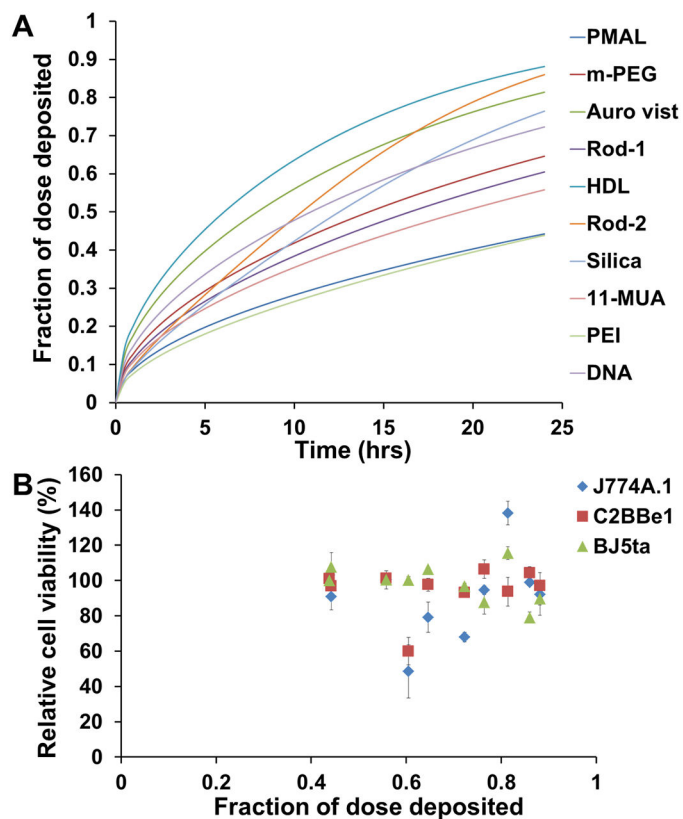 A
Fraction of dose deposited
1
0.9
0.8
0.7
0.6
0.5
0.4
0.3
0.2
0.1
0
0 5 10 15 20 25
Time (hrs)
PMAL
m-PEG
Auro vist
Rod-1
HDL
Rod-2
Silica
11-MUA
PEI
DNA
B
Relative cell viability (%)
160
140
120
100
80
60
40
20
0
0 0.2 0.4 0.6 0.8 1
Fraction of dose deposited
J774A.1
C2BBe1
BJ5ta